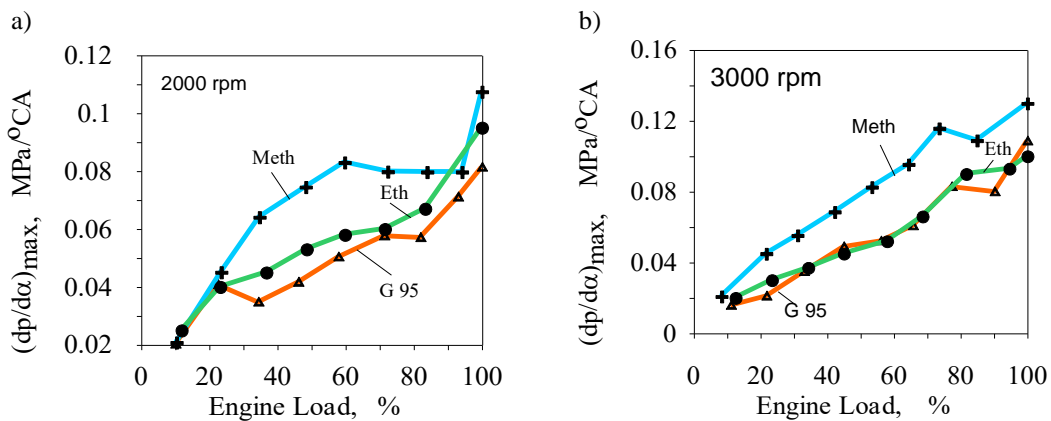 a)
(dp/dα)max, MPa/ºCA
0.12
0.1
0.08
0.06
0.04
0.02
2000 rpm
Meth
Eth
G 95
0 20 40 60 80 100
Engine Load, %
b)
(dp/dα)max, MPa/ºCA
0.16
0.12
0.08
0.04
0
3000 rpm
Meth
Eth
G 95
0 20 40 60 80 100
Engine Load, %